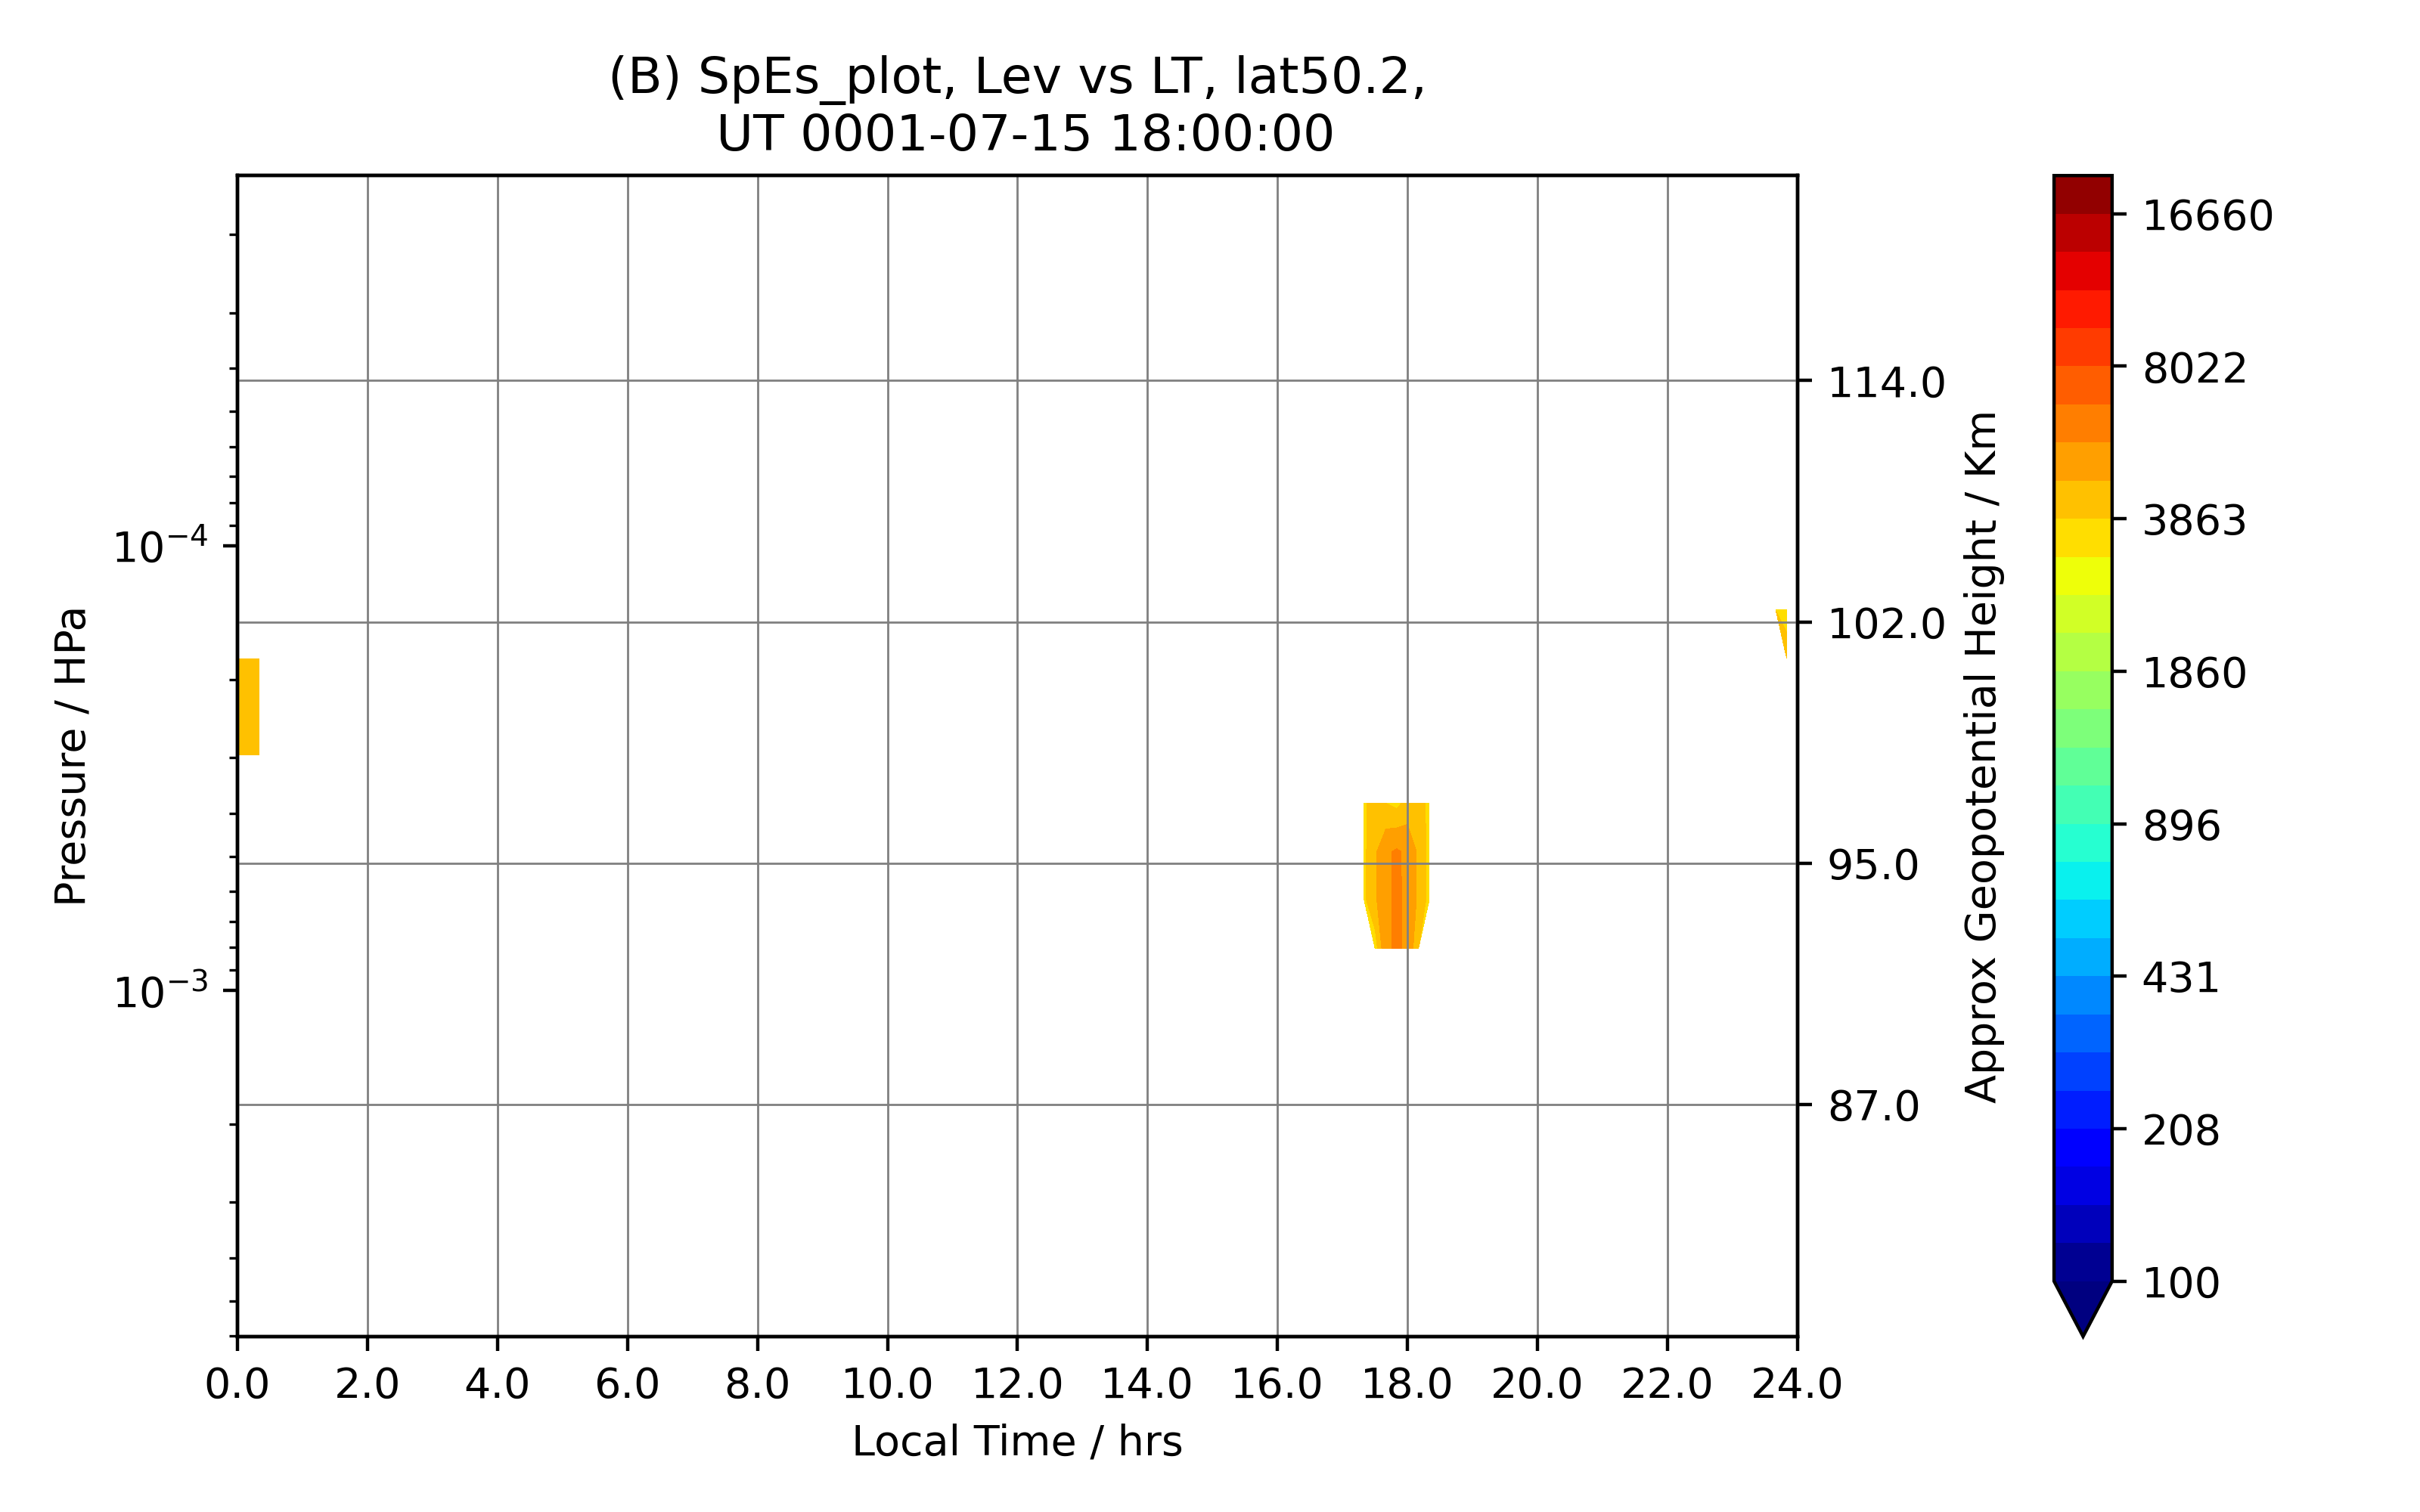 (B) SpEs_plot, Lev vs LT, lat50.2,
UT 0001-07-15 18:00:00
Pressure / HPa
10⁻⁴
10⁻³
0.0 2.0 4.0 6.0 8.0 10.0 12.0 14.0 16.0 18.0 20.0 22.0 24.0
Local Time / hrs
114.0
102.0
95.0
87.0
Approx Geopotential Height / Km
16660
8022
3863
1860
896
431
208
100